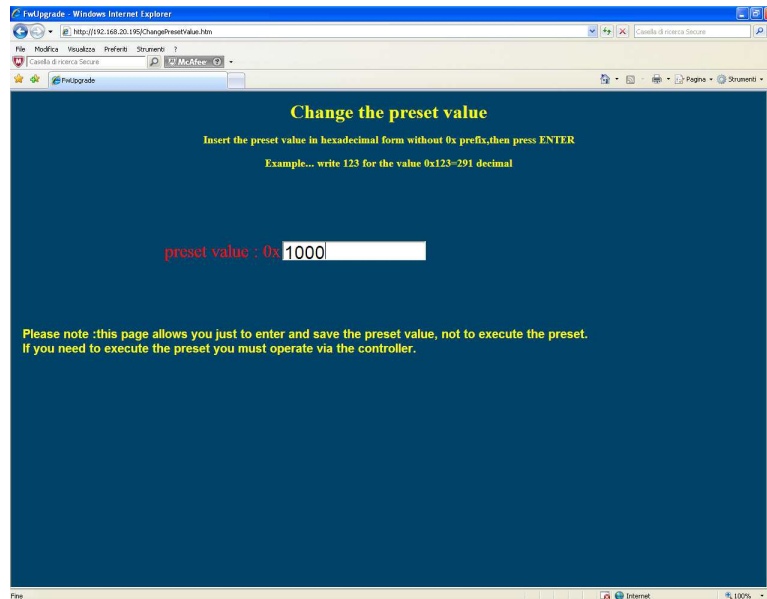 FwUpgrade - Windows Internet Explorer
http://192.168.20.195/ChangePresetValue.htm
Casella di ricerca Secure
File Modifica Visualizza Preferiti Strumenti ?
Casella di ricerca Secure McAfee
FwUpgrade
Pagina Strumenti
Change the preset value
Insert the preset value in hexadecimal form without 0x prefix,then press ENTER
Example... write 123 for the value 0x123=291 decimal
preset value : 0x 1000
Please note :this page allows you just to enter and save the preset value, not to execute the preset.
If you need to execute the preset you must operate via the controller.
Fine Internet 100%